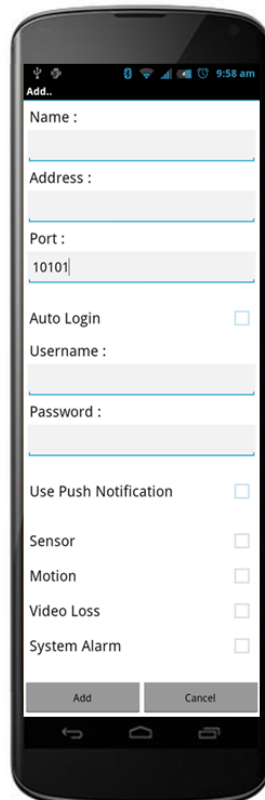 9:58 am
Add..
Name :
Address :
Port :
10101
Auto Login
Username :
Password :
Use Push Notification
Sensor
Motion
Video Loss
System Alarm
Add Cancel